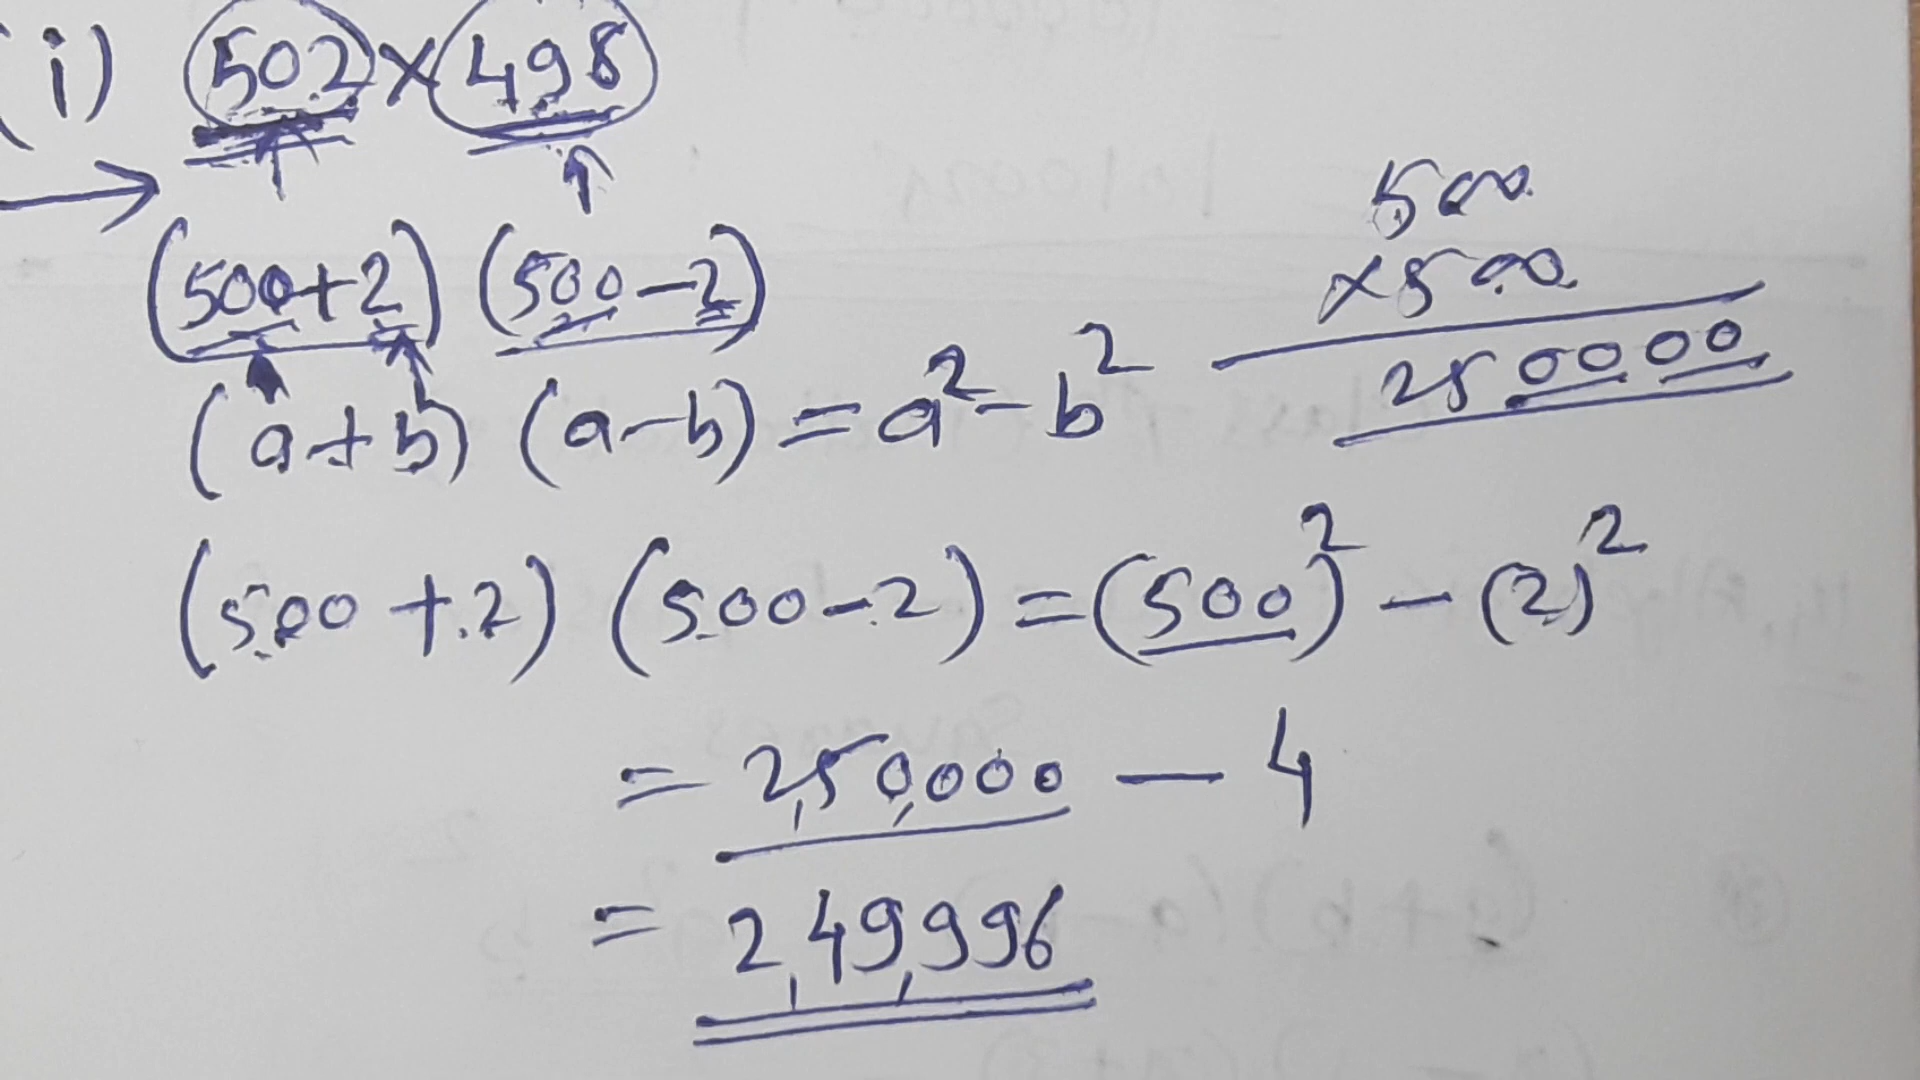 (i) 502 × 498
→
(500+2) (500-2)
(a+b) (a-b) = a² - b²
500
×500
250000
(500 + 2) (500-2) = (500)² - (2)²
= 2,50,000 - 4
= 2,49,996